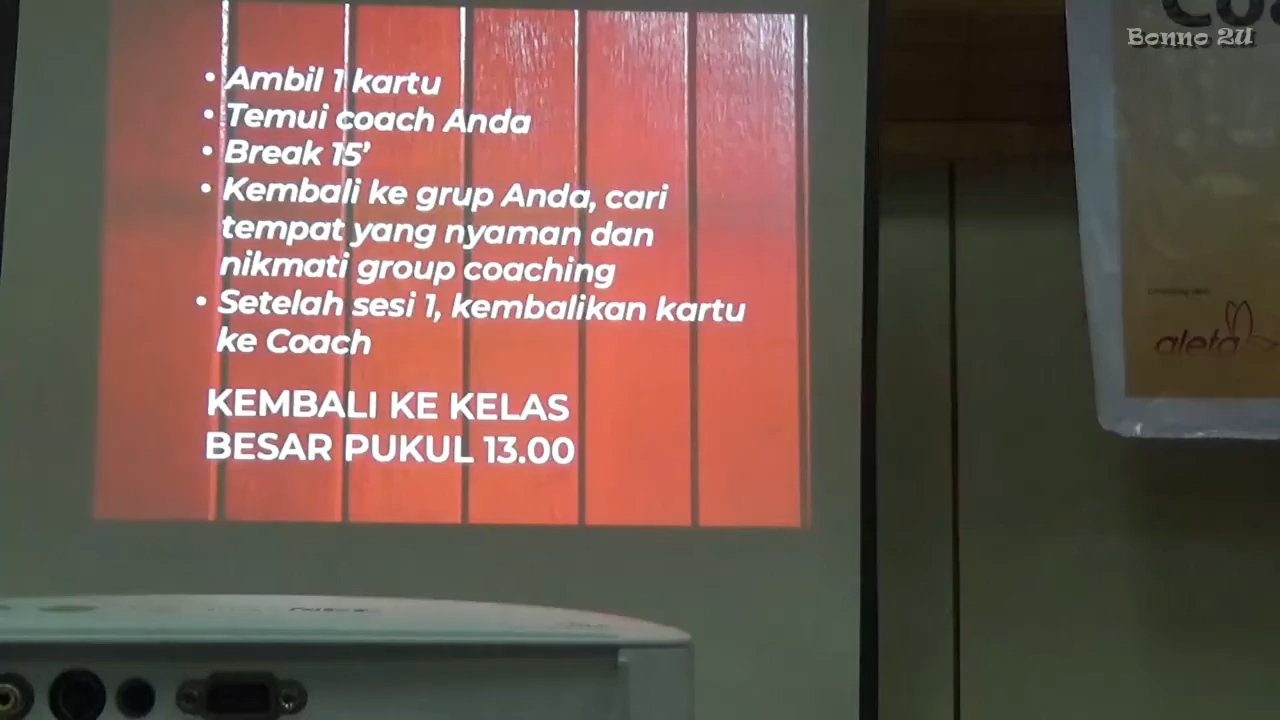 Bonno 2U
• Ambil 1 kartu
• Temui coach Anda
• Break 15’
• Kembali ke grup Anda, cari
tempat yang nyaman dan
nikmati group coaching
• Setelah sesi 1, kembalikan kartu
ke Coach
KEMBALI KE KELAS
BESAR PUKUL 13.00
aleta
NEC